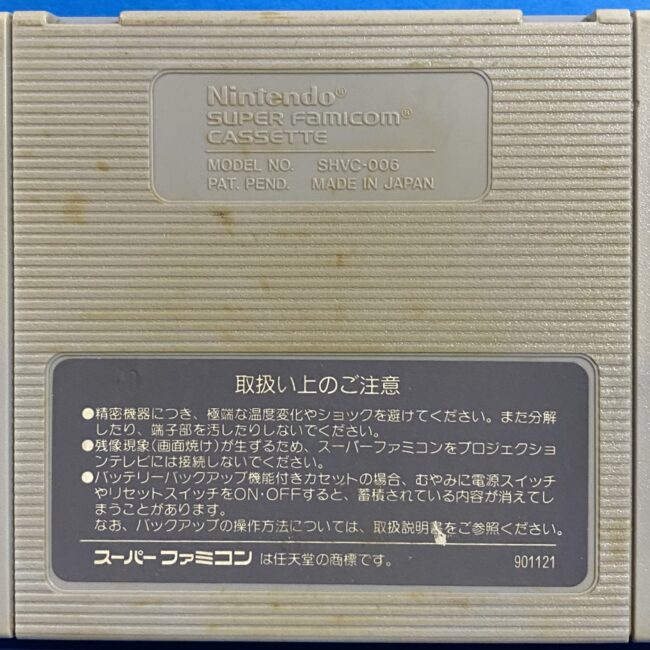 Nintendo®
SUPER FAMICOM®
CASSETTE
MODEL NO. SHVC-006
PAT. PEND. MADE IN JAPAN
取扱い上のご注意
●精密機器につき、極端な温度変化やショックを避けてください。また分解
したり、端子部を汚したりしないでください。
●残像現象(画面焼け)が生ずるため、スーパーファミコンをプロジェクショ
ンテレビには接続しないでください。
●バッテリーバックアップ機能付きカセットの場合、むやみに電源スイッチ
やリセットスイッチをON·OFFすると、蓄積されている内容が消えてし
まうことがあります。
なお、バックアップの操作方法については、取扱説明書をご参照ください。
スーパーファミコン は任天堂の商標です。 901121